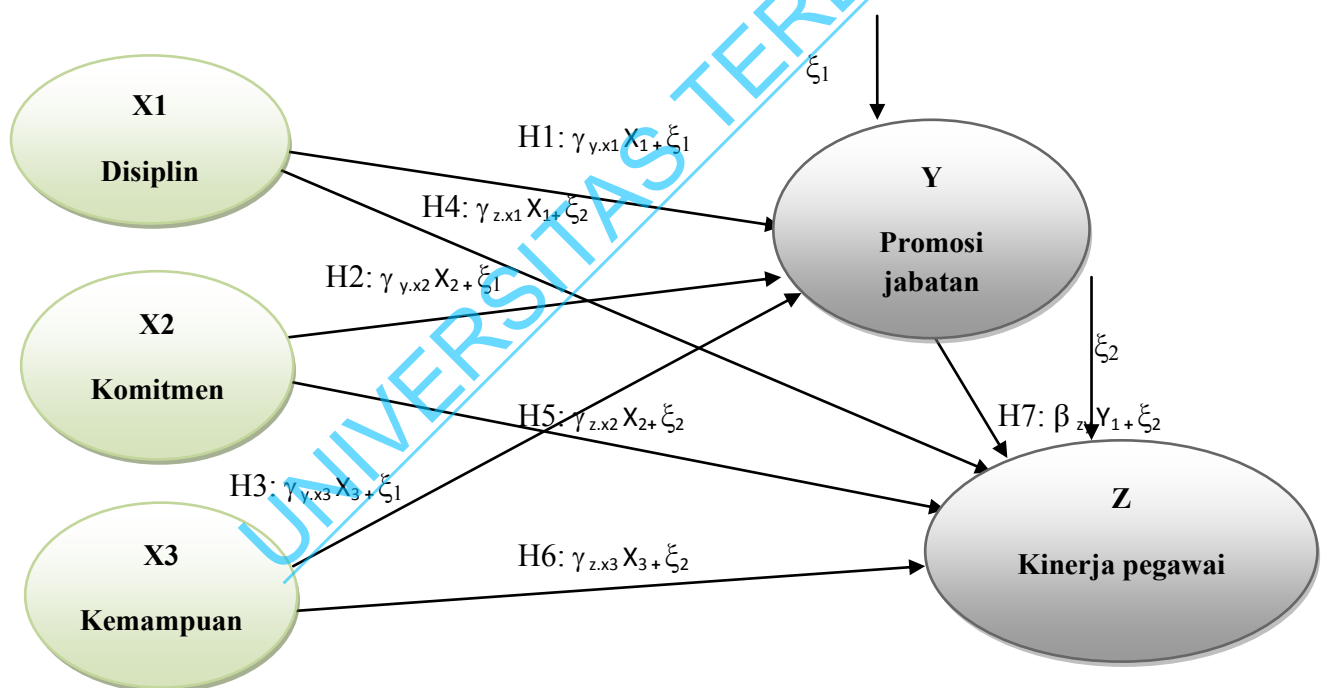 UNIVERSITAS
ξ1
X1
Disiplin
H1: γ y.x1 X1 + ξ1
Y
Promosi
jabatan
H4: γ z.x1 X1+ ξ2
H2: γ y.x2 X2 + ξ1
X2
Komitmen
ξ2
H5: γ z.x2 X2+ ξ2
H7: β z Y1 + ξ2
H3: γ y.x3 X3 + ξ1
X3
Kemampuan
H6: γ z.x3 X3 + ξ2
Z
Kinerja pegawai